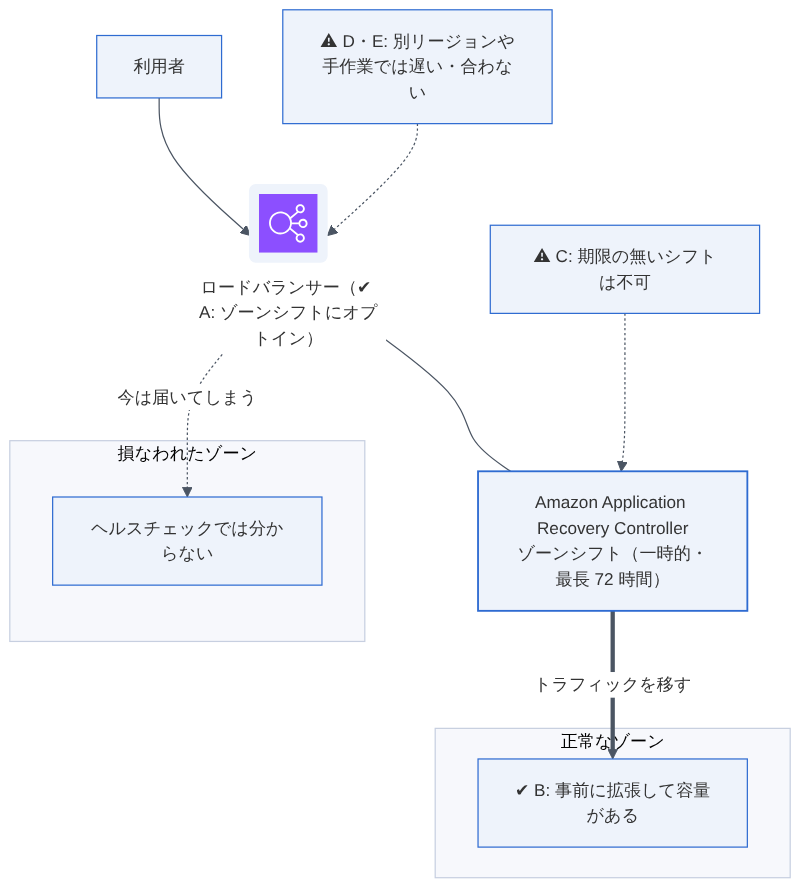 利用者
⚠ D・E: 別リージョンや
手作業では遅い・合わな
い
ロードバランサー（✔
A: ゾーンシフトにオプ
トイン）
⚠ C: 期限の無いシフト
は不可
今は届いてしまう
損なわれたゾーン
ヘルスチェックでは分か
らない
Amazon Application
Recovery Controller
ゾーンシフト（一時的・
最長 72 時間）
トラフィックを移す
正常なゾーン
✔ B: 事前に拡張して容量
がある